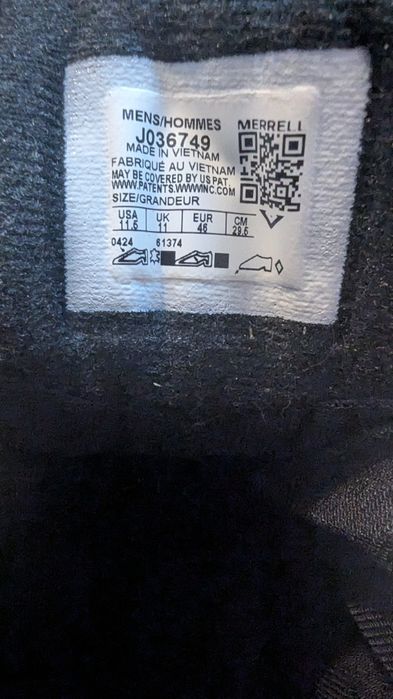 MENS/HOMMES MERRELL
J036749
MADE IN VIETNAM
FABRIQUÉ AU VIETNAM
MAY BE COVERED BY US PAT.
WWW.PATENTS.WWWINC.COM
SIZE/GRANDEUR
USA UK EUR CM
11.5 11 46 29.5
0424 61374